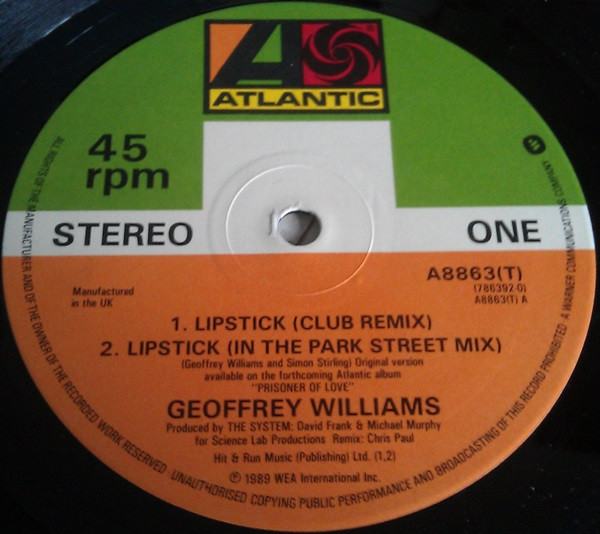 ATLANTIC
45
rpm
STEREO
ONE
A8863(T)
(786392-0)
A8863(T) A
Manufactured
in the UK
1. LIPSTICK (CLUB REMIX)
2. LIPSTICK (IN THE PARK STREET MIX)
(Geoffrey Williams and Simon Stirling) Original version
available on the forthcoming Atlantic album
"PRISONER OF LOVE"
GEOFFREY WILLIAMS
Produced by THE SYSTEM: David Frank & Michael Murphy
for Science Lab Productions Remix: Chris Paul
Hit & Run Music (Publishing) Ltd. (1,2)
℗ 1989 WEA International Inc.
ALL RIGHTS OF THE MANUFACTURER AND OF THE OWNER OF THE RECORDED WORK RESERVED · UNAUTHORISED COPYING PUBLIC PERFORMANCE AND BROADCASTING OF THIS RECORD PROHIBITED · A WARNER COMMUNICATIONS COMPANY